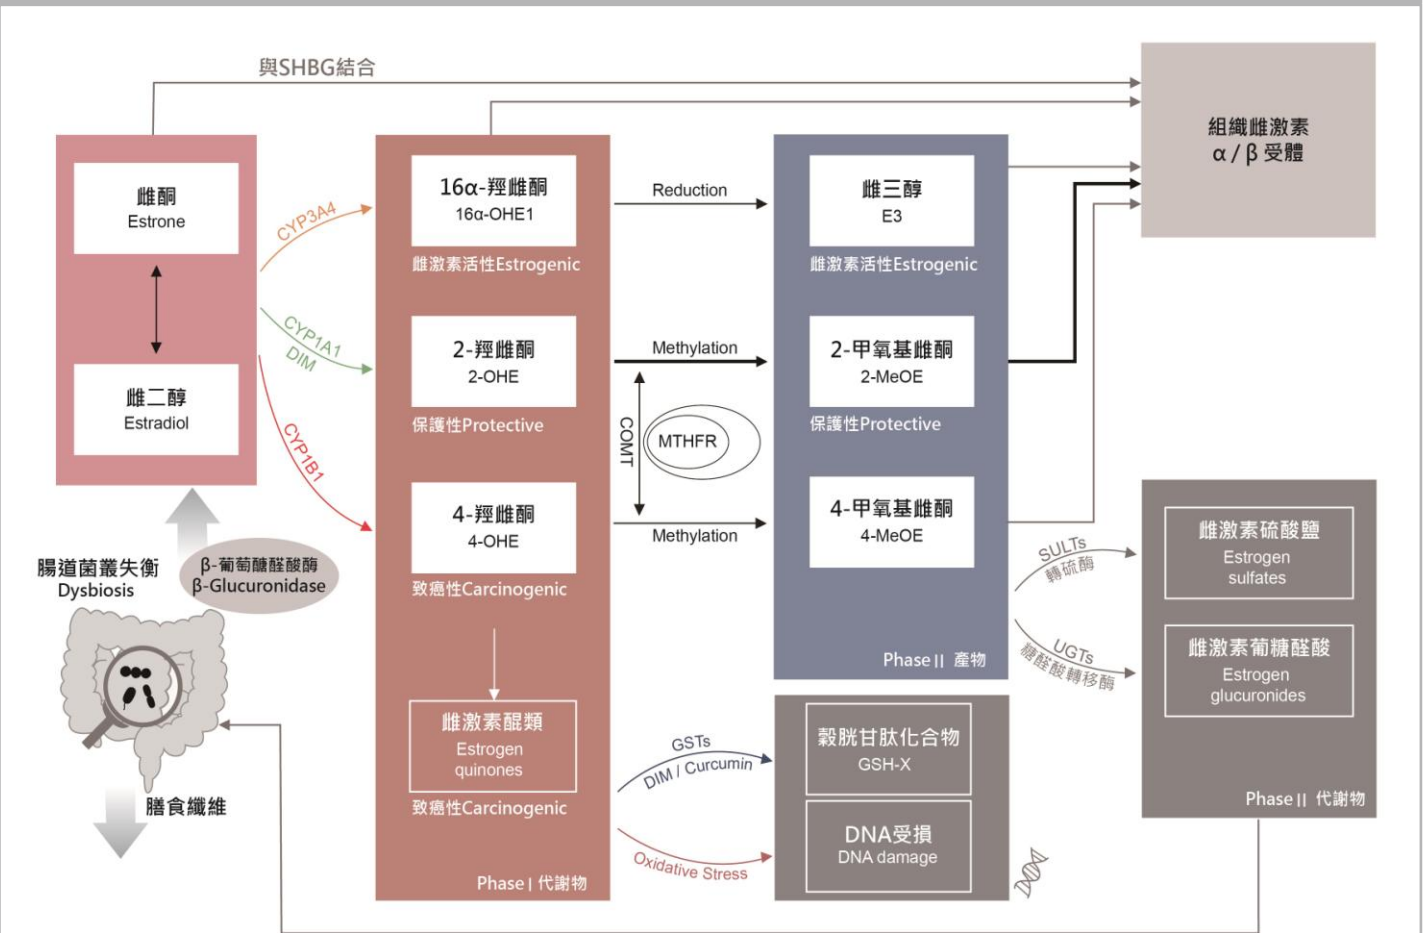 與SHBG結合
組織雌激素
α / β 受體
雌酮
Estrone
雌二醇
Estradiol
CYP3A4
CYP1A1
DIM
CYP1B1
16α-羥雌酮
16α-OHE1
雌激素活性Estrogenic
2-羥雌酮
2-OHE
保護性Protective
4-羥雌酮
4-OHE
致癌性Carcinogenic
雌激素醌類
Estrogen
quinones
致癌性Carcinogenic
Phase I 代謝物
Reduction
Methylation
COMT
MTHFR
Methylation
雌三醇
E3
雌激素活性Estrogenic
2-甲氧基雌酮
2-MeOE
保護性Protective
4-甲氧基雌酮
4-MeOE
Phase II 產物
GSTs
DIM / Curcumin
Oxidative Stress
穀胱甘肽化合物
GSH-X
DNA受損
DNA damage
SULTs
轉硫酶
UGTs
糖醛酸轉移酶
雌激素硫酸鹽
Estrogen
sulfates
雌激素葡糖醛酸
Estrogen
glucuronides
Phase II 代謝物
腸道菌叢失衡
Dysbiosis
β-葡萄醣醛酸酶
β-Glucuronidase
膳食纖維